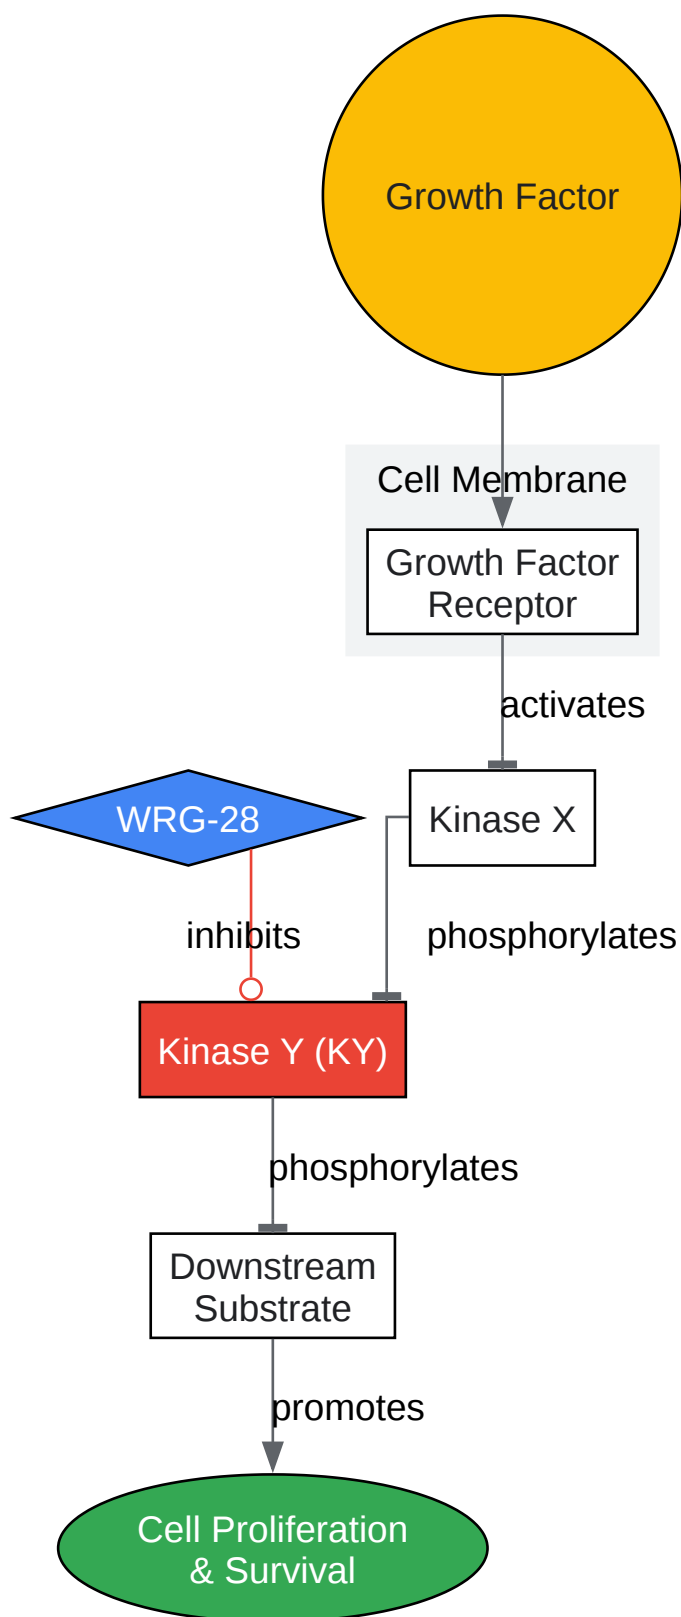 Growth Factor
Cell Membrane
Growth Factor
Receptor
activates
WRG-28
Kinase X
inhibits
phosphorylates
Kinase Y (KY)
phosphorylates
Downstream
Substrate
promotes
Cell Proliferation
& Survival